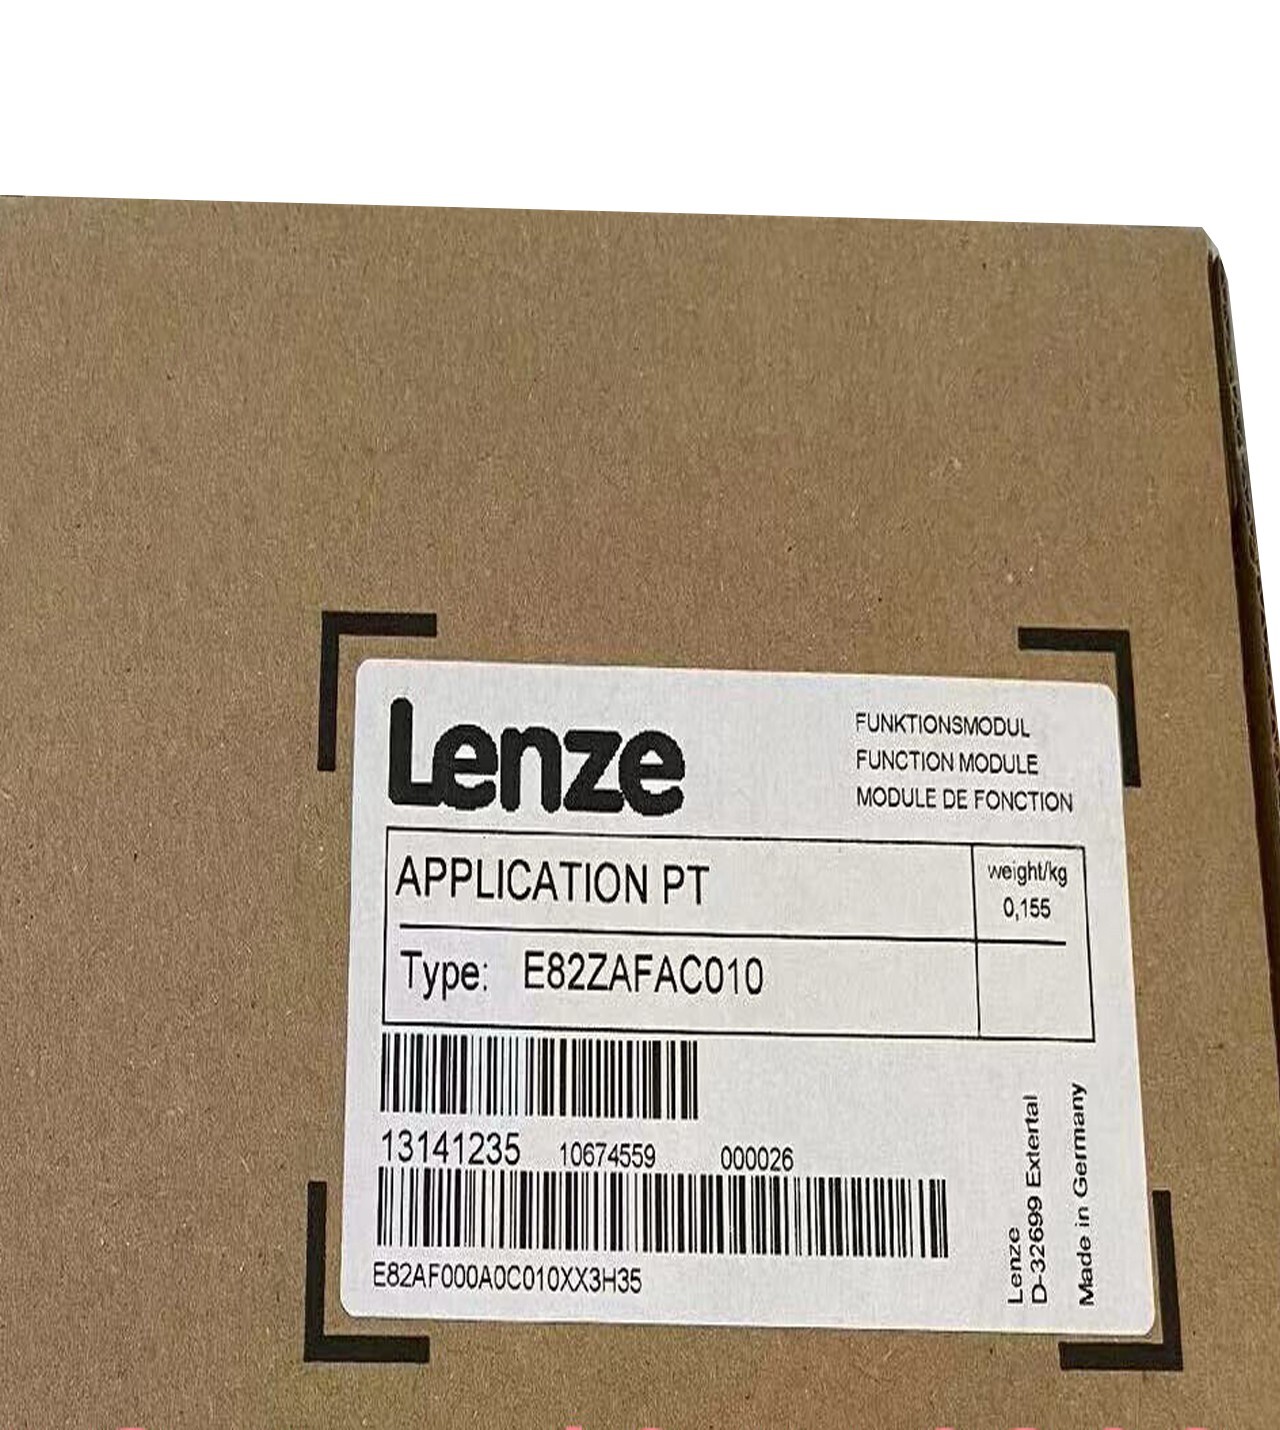 Lenze
FUNKTIONSMODUL
FUNCTION MODULE
MODULE DE FONCTION
APPLICATION PT
weight/kg
0,155
Type: E82ZAFAC010
13141235 10674559 000026
E82AF000A0C010XX3H35
Lenze
D-32699 Extertal
Made in Germany